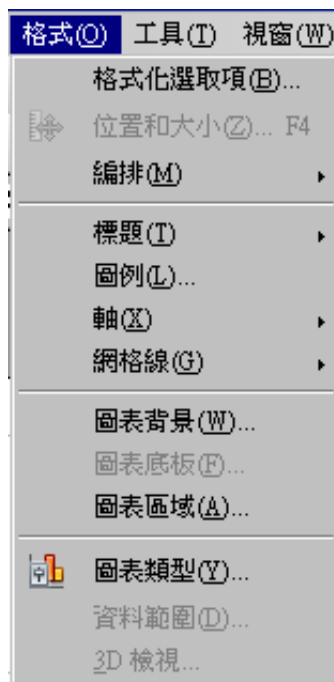 格式(O) 工具(T) 視窗(W)
格式化選取項(B)...
位置和大小(Z)... F4
編排(M)
標題(T)
圖例(L)...
軸(X)
網格線(G)
圖表背景(W)...
圖表底板(F)...
圖表區域(A)...
圖表類型(Y)...
資料範圍(D)...
3D 檢視...